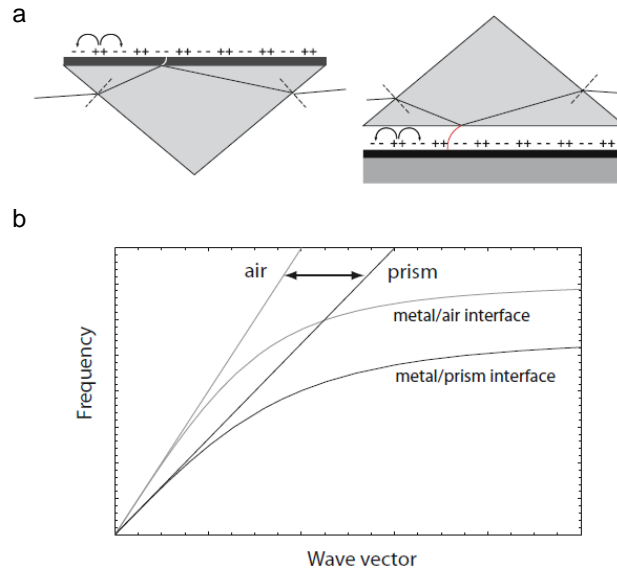 a
-- ++ -- ++ -- ++ -- ++ -- ++ -- ++
-- ++ -- ++ -- ++ -- ++ -- ++ -- ++
b
air
prism
metal/air interface
metal/prism interface
Frequency
Wave vector